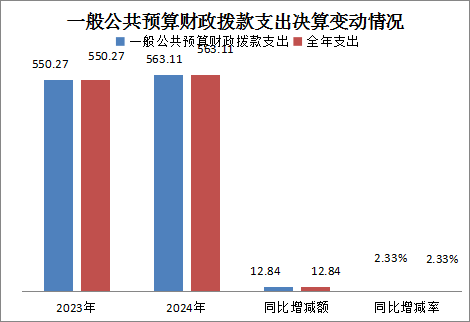 一般公共预算财政拨款支出决算变动情况
一般公共预算财政拨款支出 全年支出
550.27 550.27 563.11 563.11
12.84 12.84 2.33% 2.33%
2023年 2024年 同比增减额 同比增减率